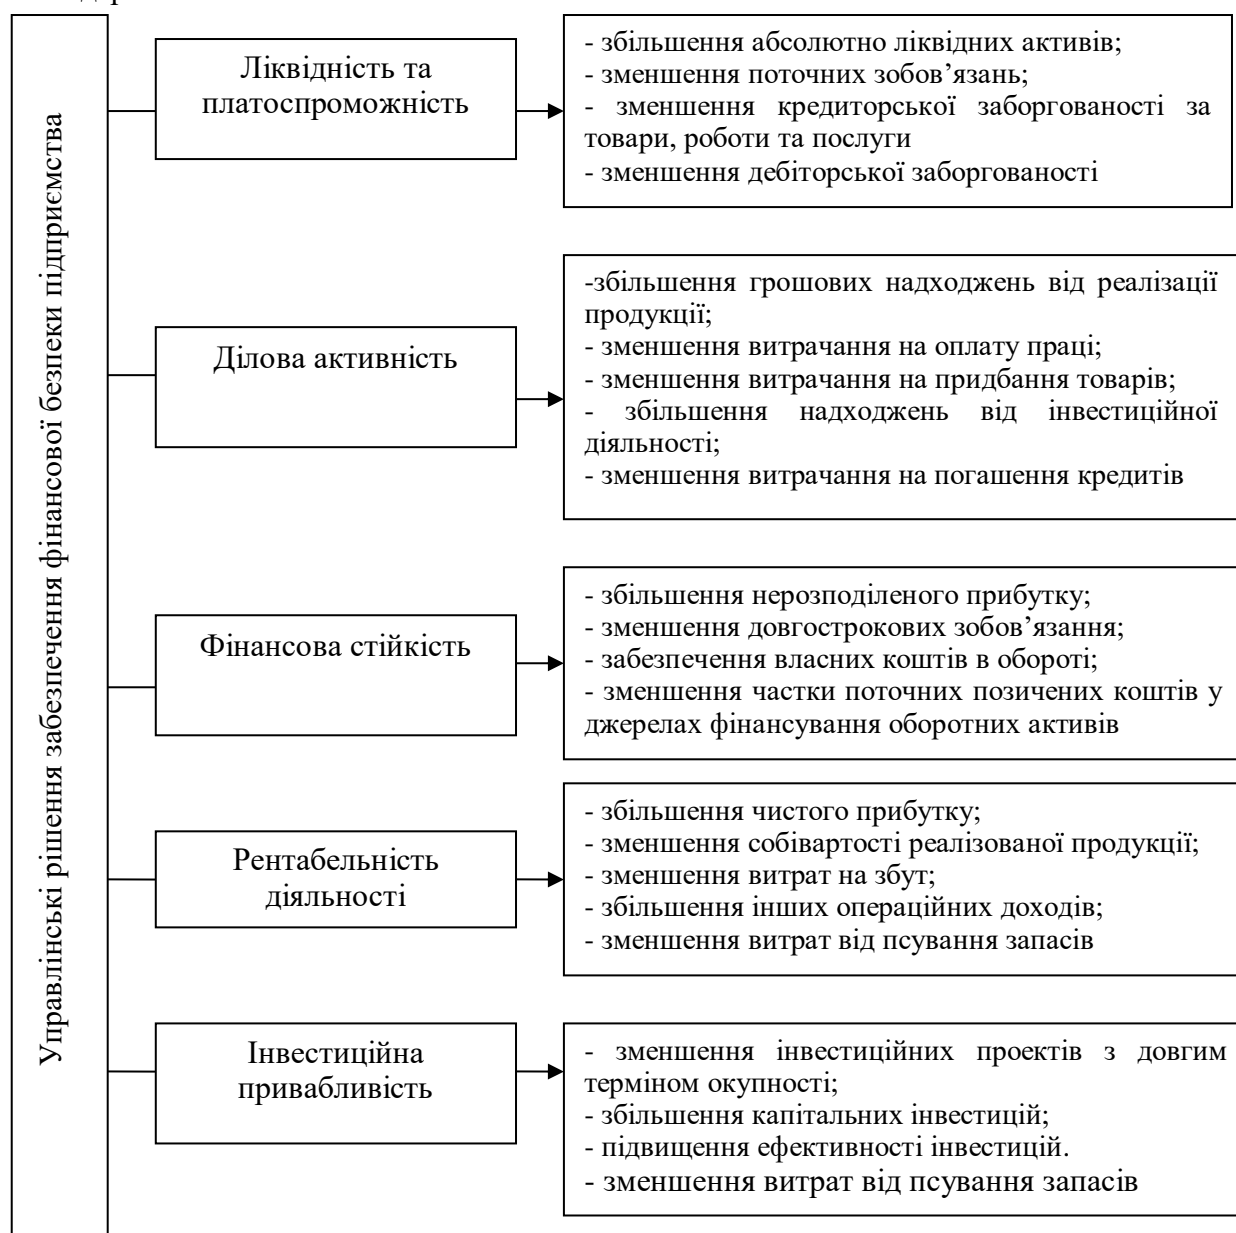 Управлінські рішення забезпечення фінансової безпеки підприємства
Ліквідність та
платоспроможність
- збільшення абсолютно ліквідних активів;
- зменшення поточних зобов’язань;
- зменшення кредиторської заборгованості за
товари, роботи та послуги
- зменшення дебіторської заборгованості
Ділова активність
-збільшення грошових надходжень від реалізації
продукції;
- зменшення витрачання на оплату праці;
- зменшення витрачання на придбання товарів;
- збільшення надходжень від інвестиційної
діяльності;
- зменшення витрачання на погашення кредитів
Фінансова стійкість
- збільшення нерозподіленого прибутку;
- зменшення довгострокових зобов’язання;
- забезпечення власних коштів в обороті;
- зменшення частки поточних позичених коштів у
джерелах фінансування оборотних активів
Рентабельність
діяльності
- збільшення чистого прибутку;
- зменшення собівартості реалізованої продукції;
- зменшення витрат на збут;
- збільшення інших операційних доходів;
- зменшення витрат від псування запасів
Інвестиційна
привабливість
- зменшення інвестиційних проектів з довгим
терміном окупності;
- збільшення капітальних інвестицій;
- підвищення ефективності інвестицій.
- зменшення витрат від псування запасів